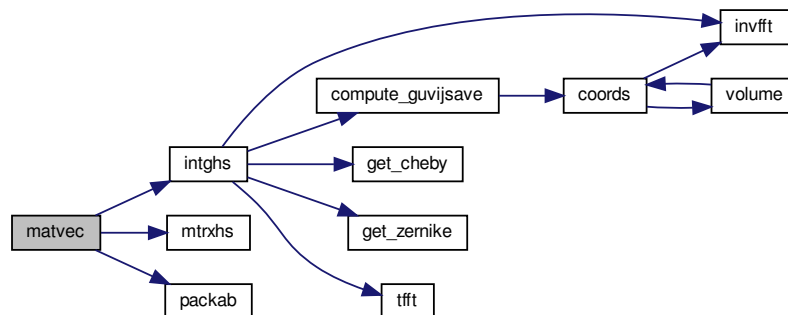 invfft
compute_guvijsave
coords
volume
intghs
get_cheby
matvec
mtrxhs
get_zernike
packab
tfft